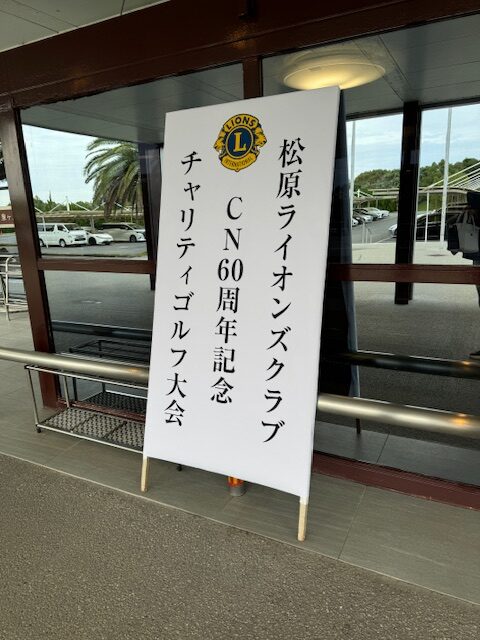 松原ライオンズクラブ
CN60周年記念
チャリティゴルフ大会
LIONS
L
INTERNATIONAL